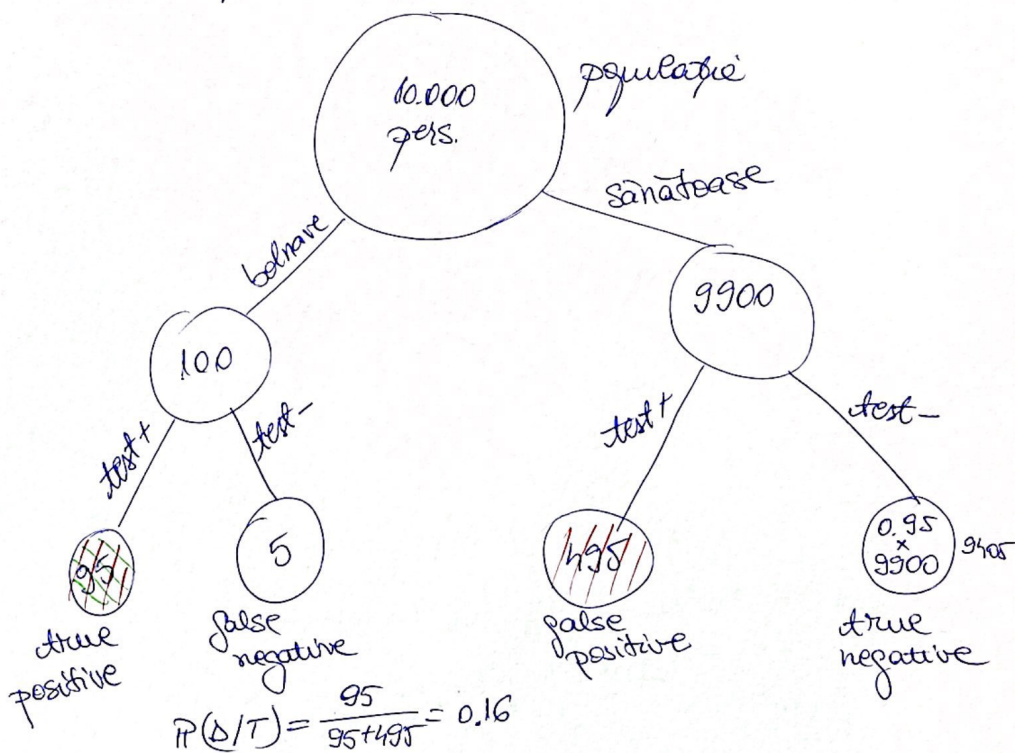 10.000
pers.
populație
bolnave
sănătoase
100
9900
test+
test-
test+
test-
95
5
495
0.95
x
9900
9405
true
positive
false
negative
false
positive
true
negative
P(D/T) = 95 / 95+495 = 0.16